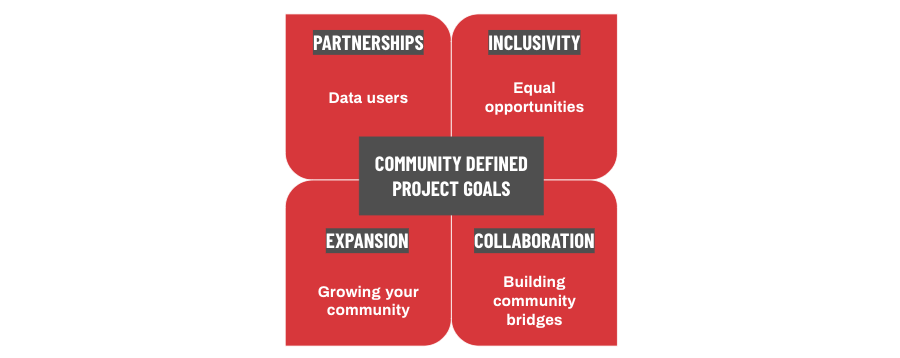 PARTNERSHIPS
Data users
INCLUSIVITY
Equal
opportunities
COMMUNITY DEFINED
PROJECT GOALS
EXPANSION
Growing your
community
COLLABORATION
Building
community
bridges